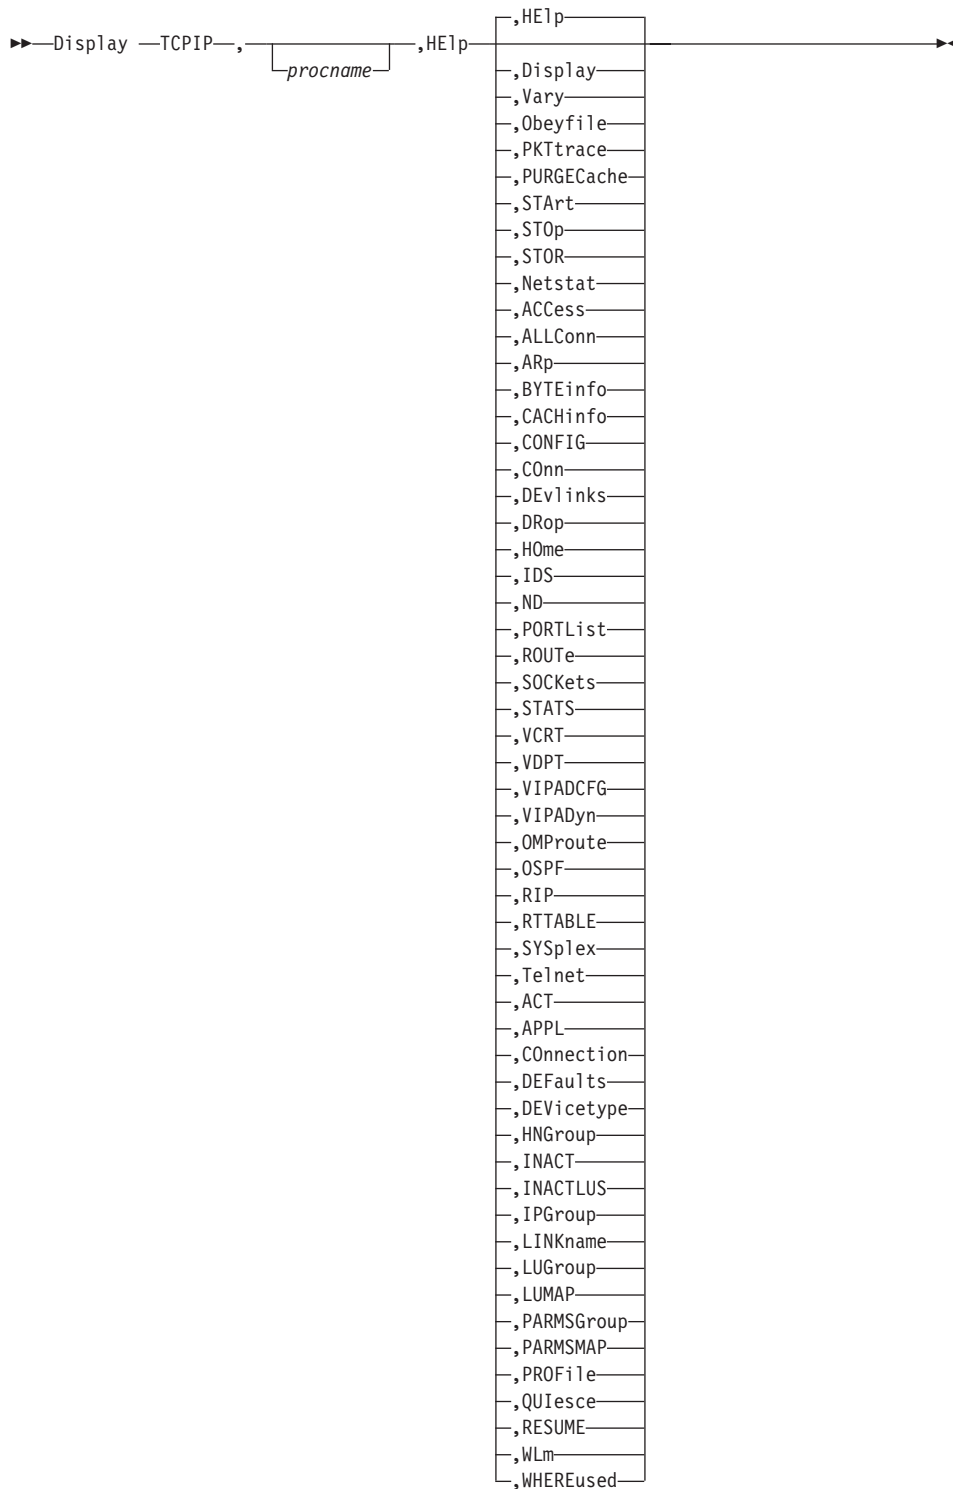 ,HElp
Display TCPIP , ,HElp
procname
,Display
,Vary
,Obeyfile
,PKTtrace
,PURGECache
,STArt
,STOp
,STOR
,Netstat
,ACCess
,ALLConn
,ARp
,BYTEinfo
,CACHinfo
,CONFIG
,COnn
,DEvlinks
,DRop
,HOme
,IDS
,ND
,PORTList
,ROUTe
,SOCKets
,STATS
,VCRT
,VDPT
,VIPADCFG
,VIPADyn
,OMProute
,OSPF
,RIP
,RTTABLE
,SYSplex
,Telnet
,ACT
,APPL
,COnnection
,DEFaults
,DEVicetype
,HNGroup
,INACT
,INACTLUS
,IPGroup
,LINKname
,LUGroup
,LUMAP
,PARMSGroup
,PARMSMAP
,PROFile
,QUIesce
,RESUME
,WLm
,WHEREused